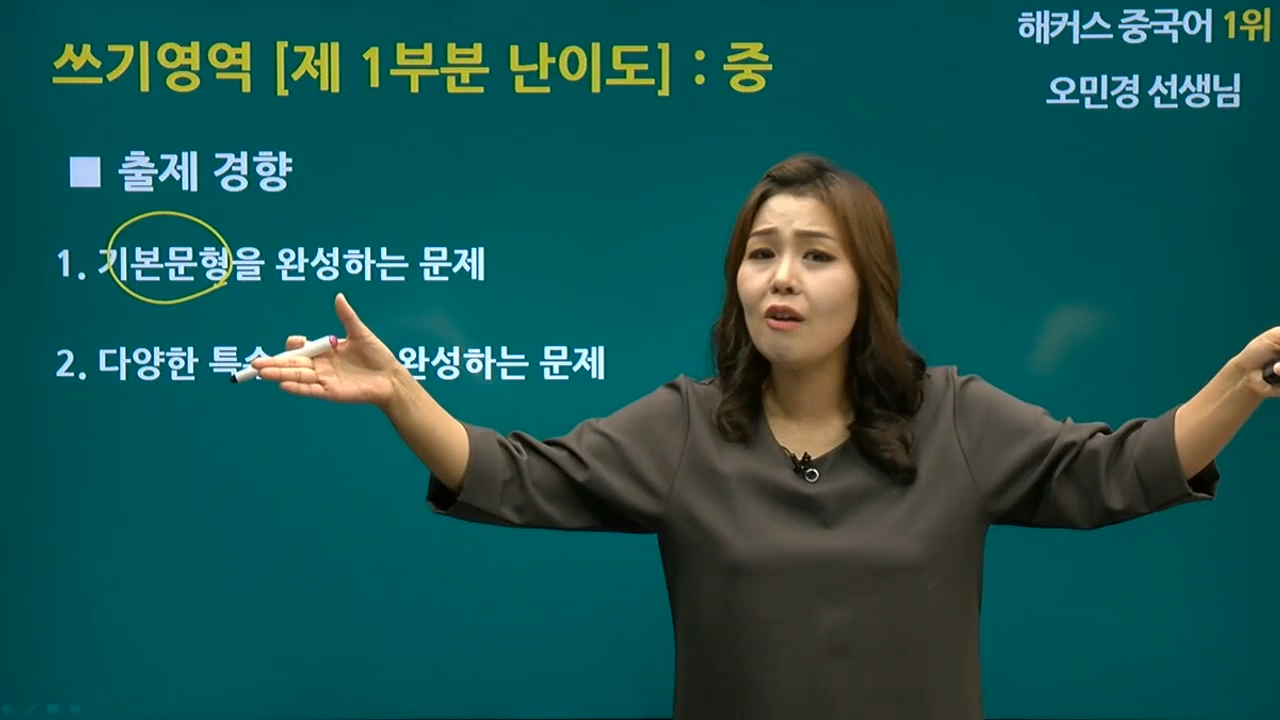 해커스 중국어 1위
오민경 선생님
쓰기영역 [제 1부분 난이도] : 중
■ 출제 경향
1. 기본문형을 완성하는 문제
2. 다양한 완성하는 문제